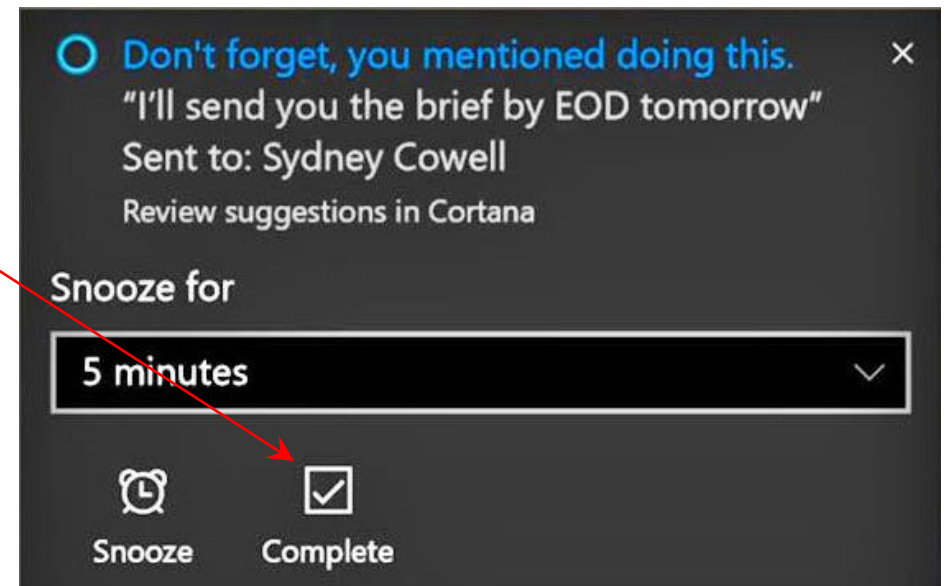 Don't forget, you mentioned doing this.
“I'll send you the brief by EOD tomorrow”
Sent to: Sydney Cowell
Review suggestions in Cortana
Snooze for
5 minutes
Snooze Complete